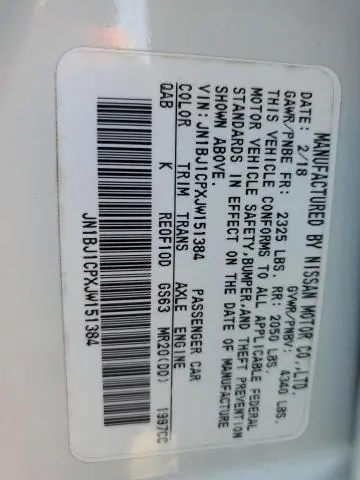 MANUFACTURED BY NISSAN MOTOR CO.,LTD.
DATE: 2/18 GVWR/PNBV: 4340 LBS.
GAWR/PNBE FR: 2325 LBS. RR: 2050 LBS.
THIS VEHICLE CONFORMS TO ALL APPLICABLE FEDERAL
MOTOR VEHICLE SAFETY,BUMPER,AND THEFT PREVENTION
STANDARDS IN EFFECT ON THE DATE OF MANUFACTURE
SHOWN ABOVE.
VIN:JN1BJ1CPXJW151384 PASSENGER CAR
COLOR TRIM TRANS AXLE ENGINE
QAB K RE0F10D GS63 MR20(DD) 1997CC
JN1BJ1CPXJW151384